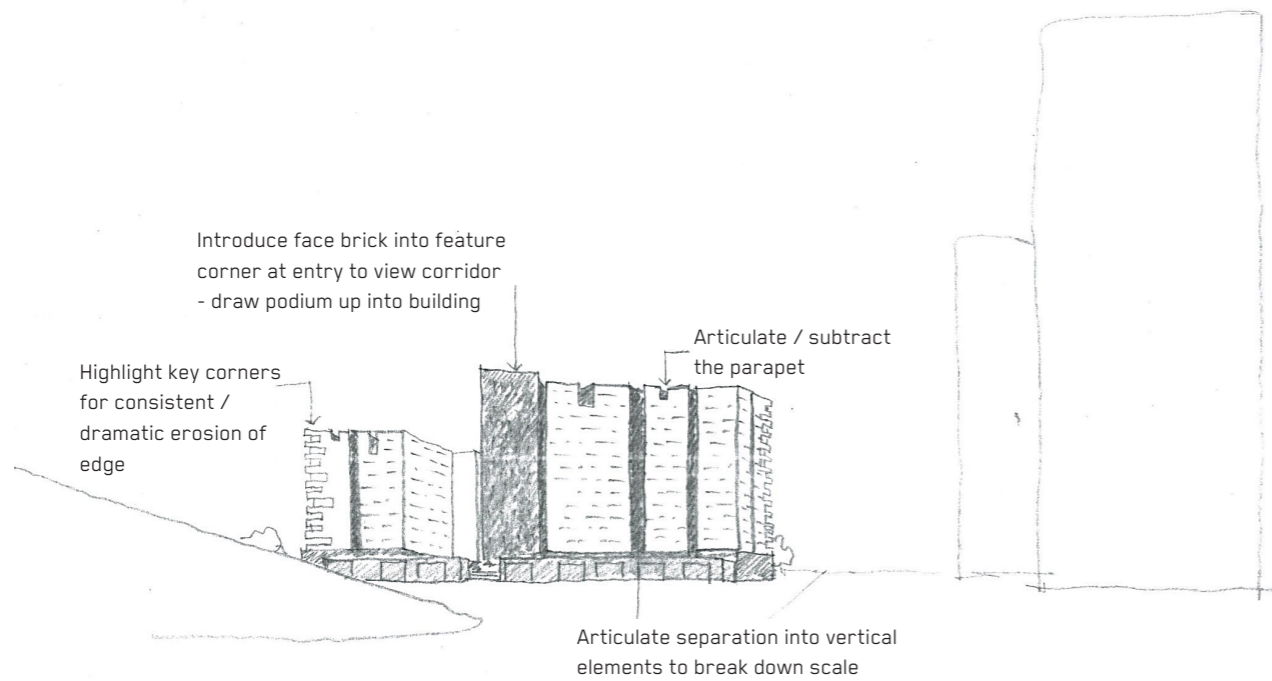 Introduce face brick into feature
corner at entry to view corridor
- draw podium up into building
Articulate / subtract
the parapet
Highlight key corners
for consistent /
dramatic erosion of
edge
Articulate separation into vertical
elements to break down scale